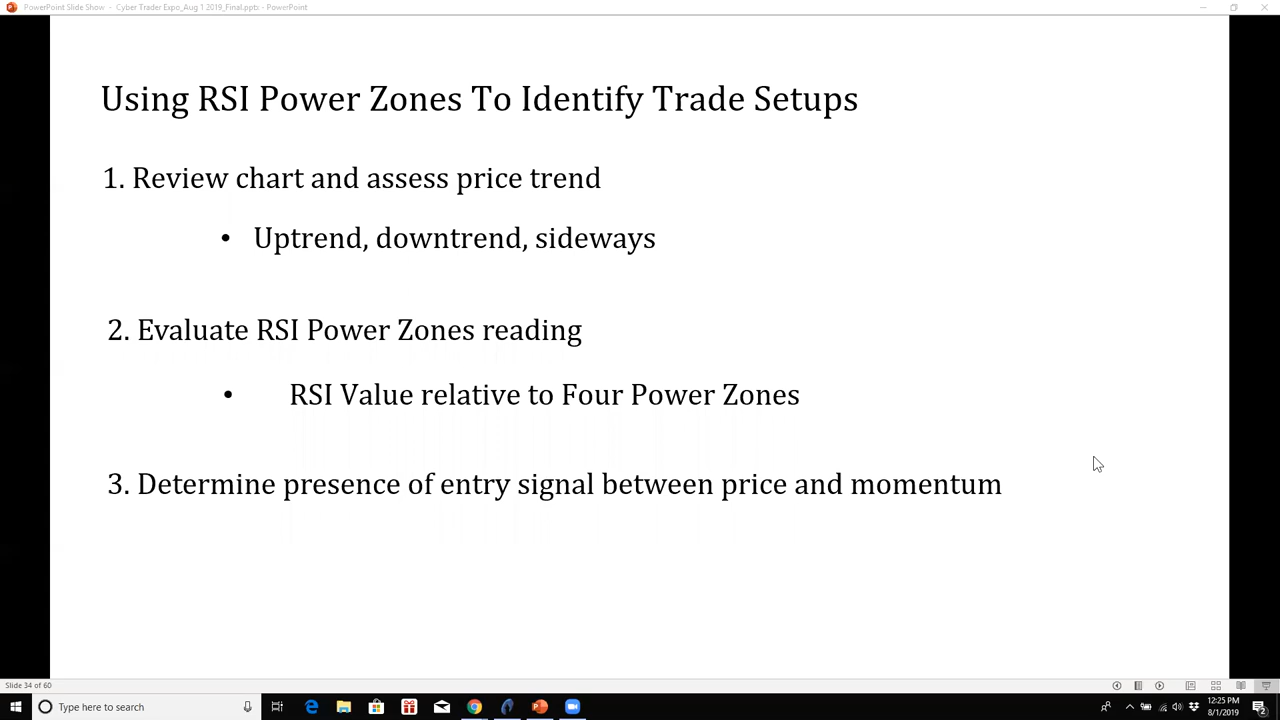 PowerPoint Slide Show - Cyber Trader Expo_Aug 1 2019_Final.pptx - PowerPoint
Using RSI Power Zones To Identify Trade Setups
1. Review chart and assess price trend
• Uptrend, downtrend, sideways
2. Evaluate RSI Power Zones reading
• RSI Value relative to Four Power Zones
3. Determine presence of entry signal between price and momentum
Slide 34 of 60
Type here to search
12:25 PM
8/1/2019
2